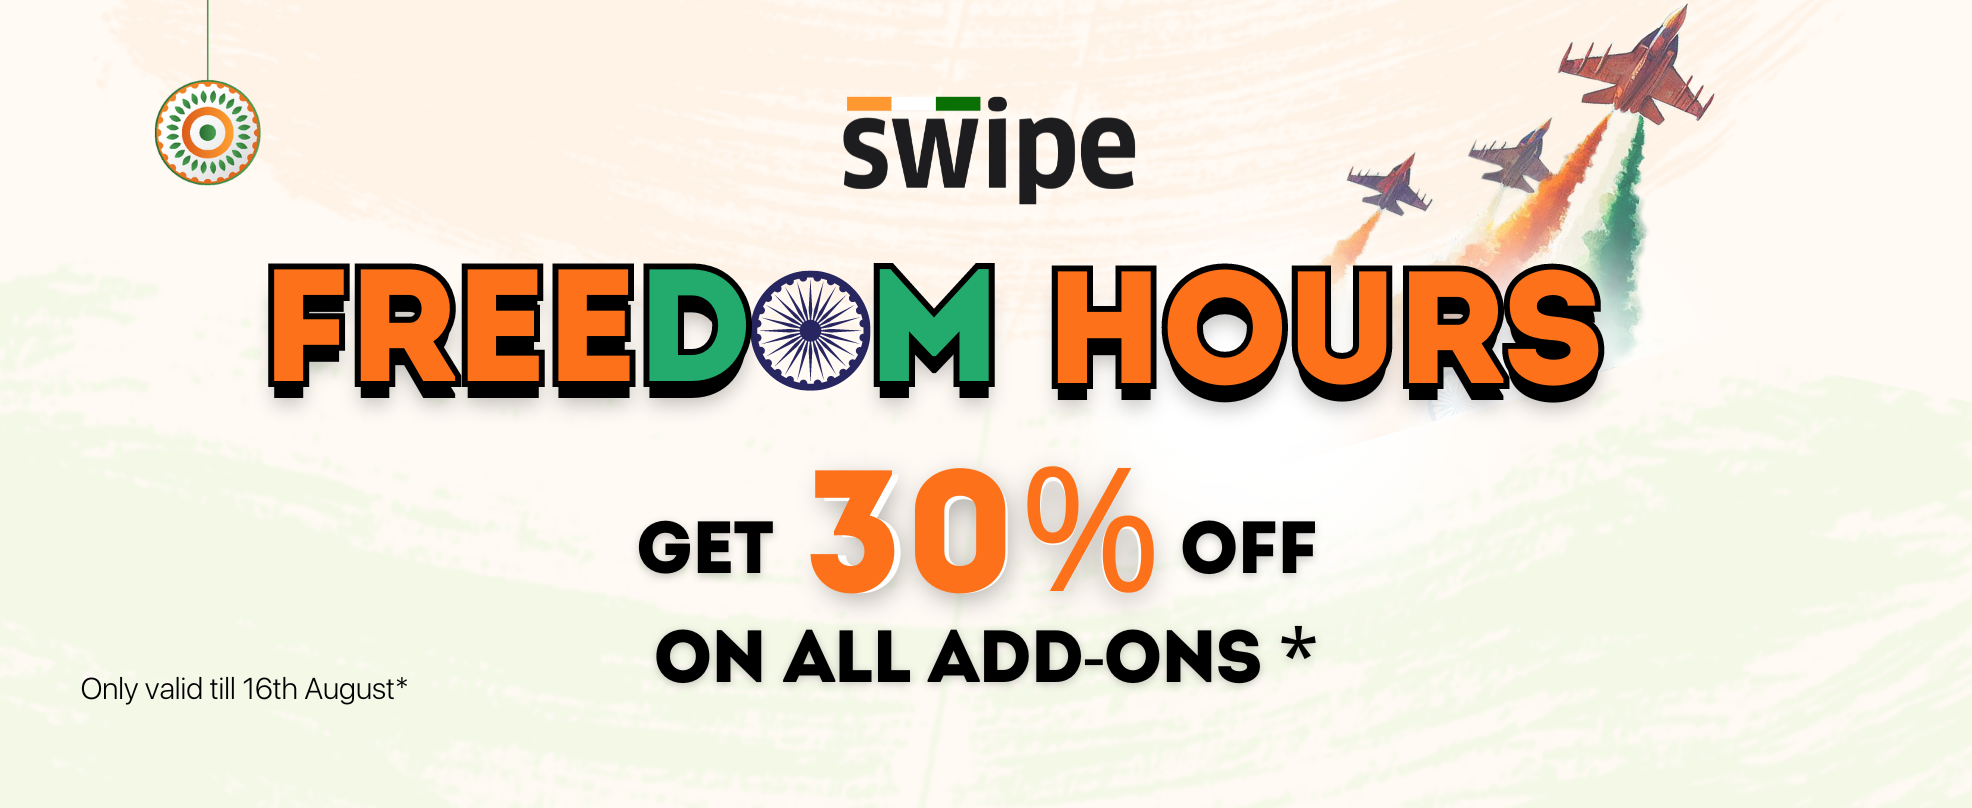 swipe
FREEDOM HOURS
GET 30% OFF
ON ALL ADD-ONS *
Only valid till 16th August*